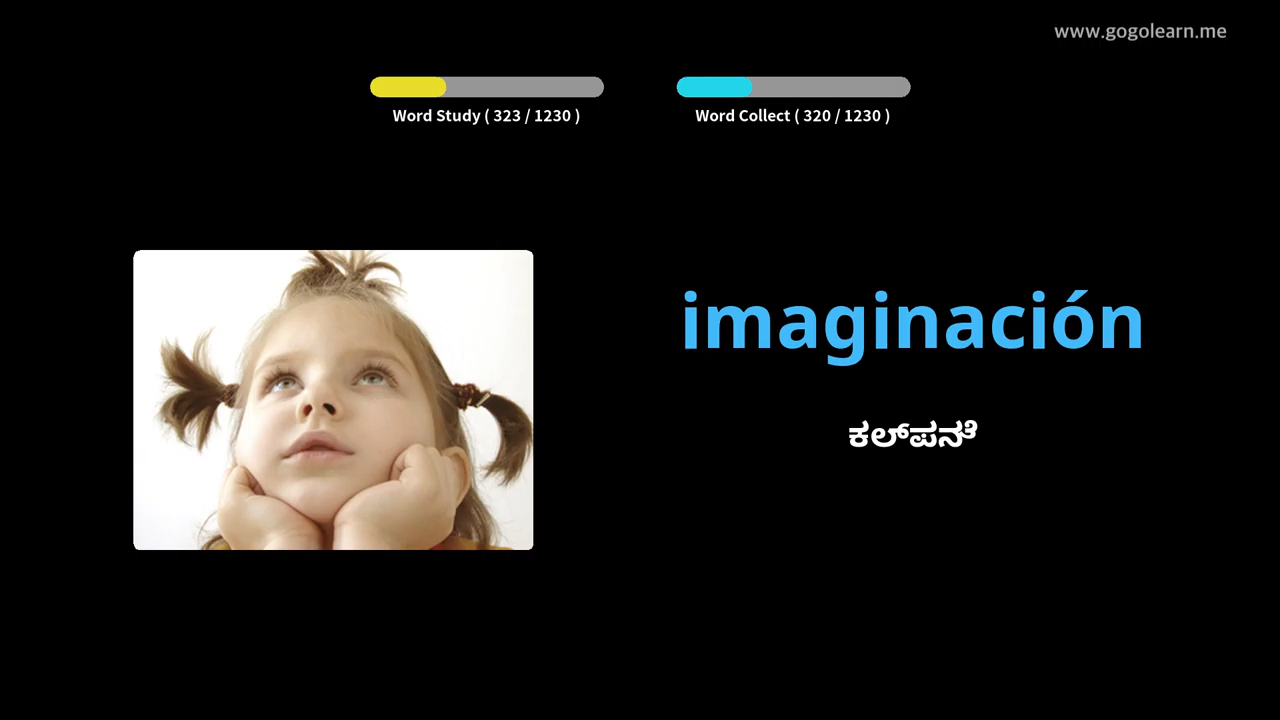 www.gogolearn.me
Word Study ( 323 / 1230 )
Word Collect ( 320 / 1230 )
imaginación
ಕಲ್‌ಪನೆ